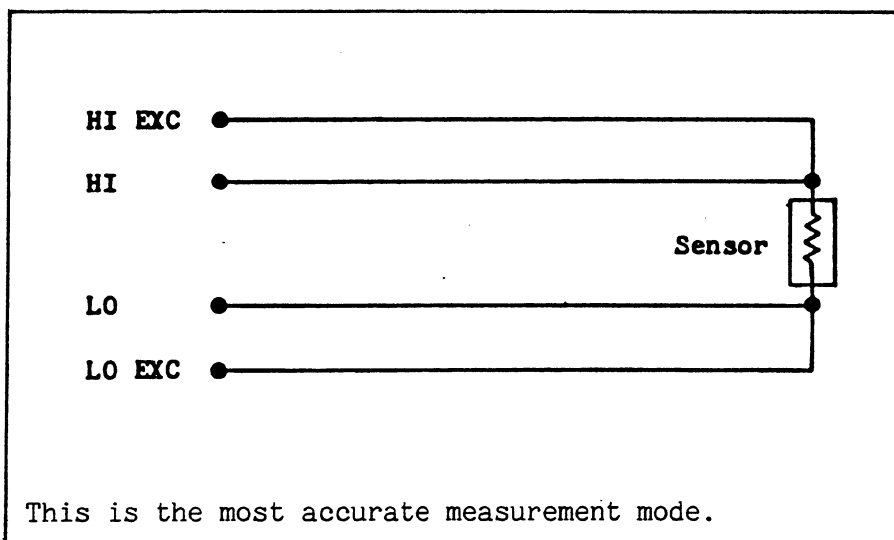 HI EXC
HI
Sensor
LO
LO EXC
This is the most accurate measurement mode.